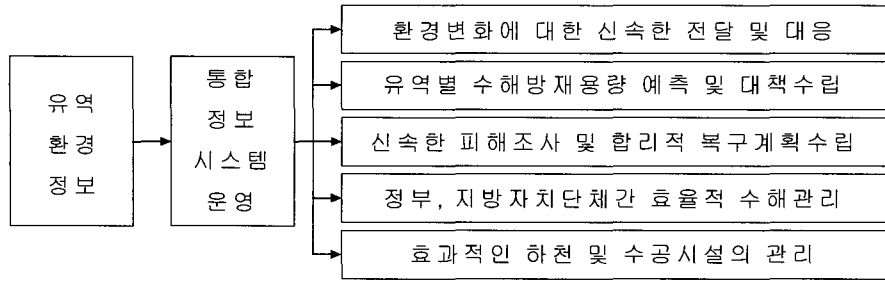 유역
환경
정보
통합
정보
시스템
운영
환경변화에 대한 신속한 전달 및 대응
유역별 수해방재용량 예측 및 대책수립
신속한 피해조사 및 합리적 복구계획수립
정부, 지방자치단체간 효율적 수해관리
효과적인 하천 및 수공시설의 관리